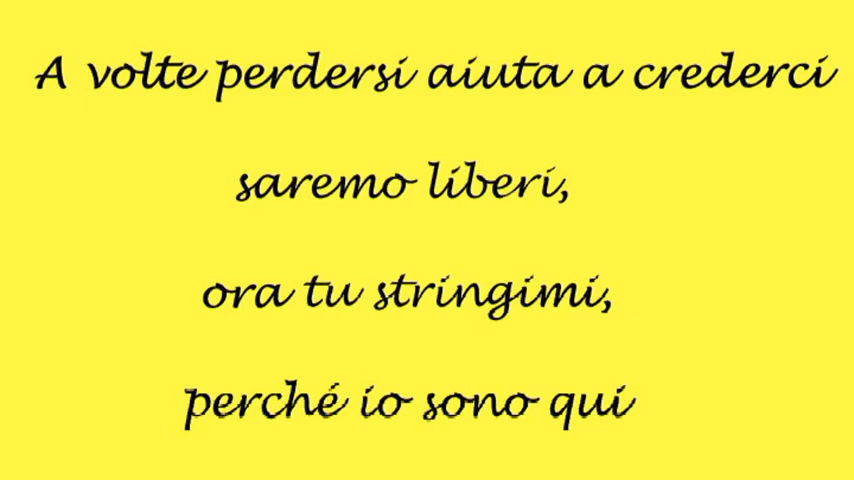 A volte perdersi aiuta a crederci
saremo liberi,
ora tu stringimi,
perché io sono qui